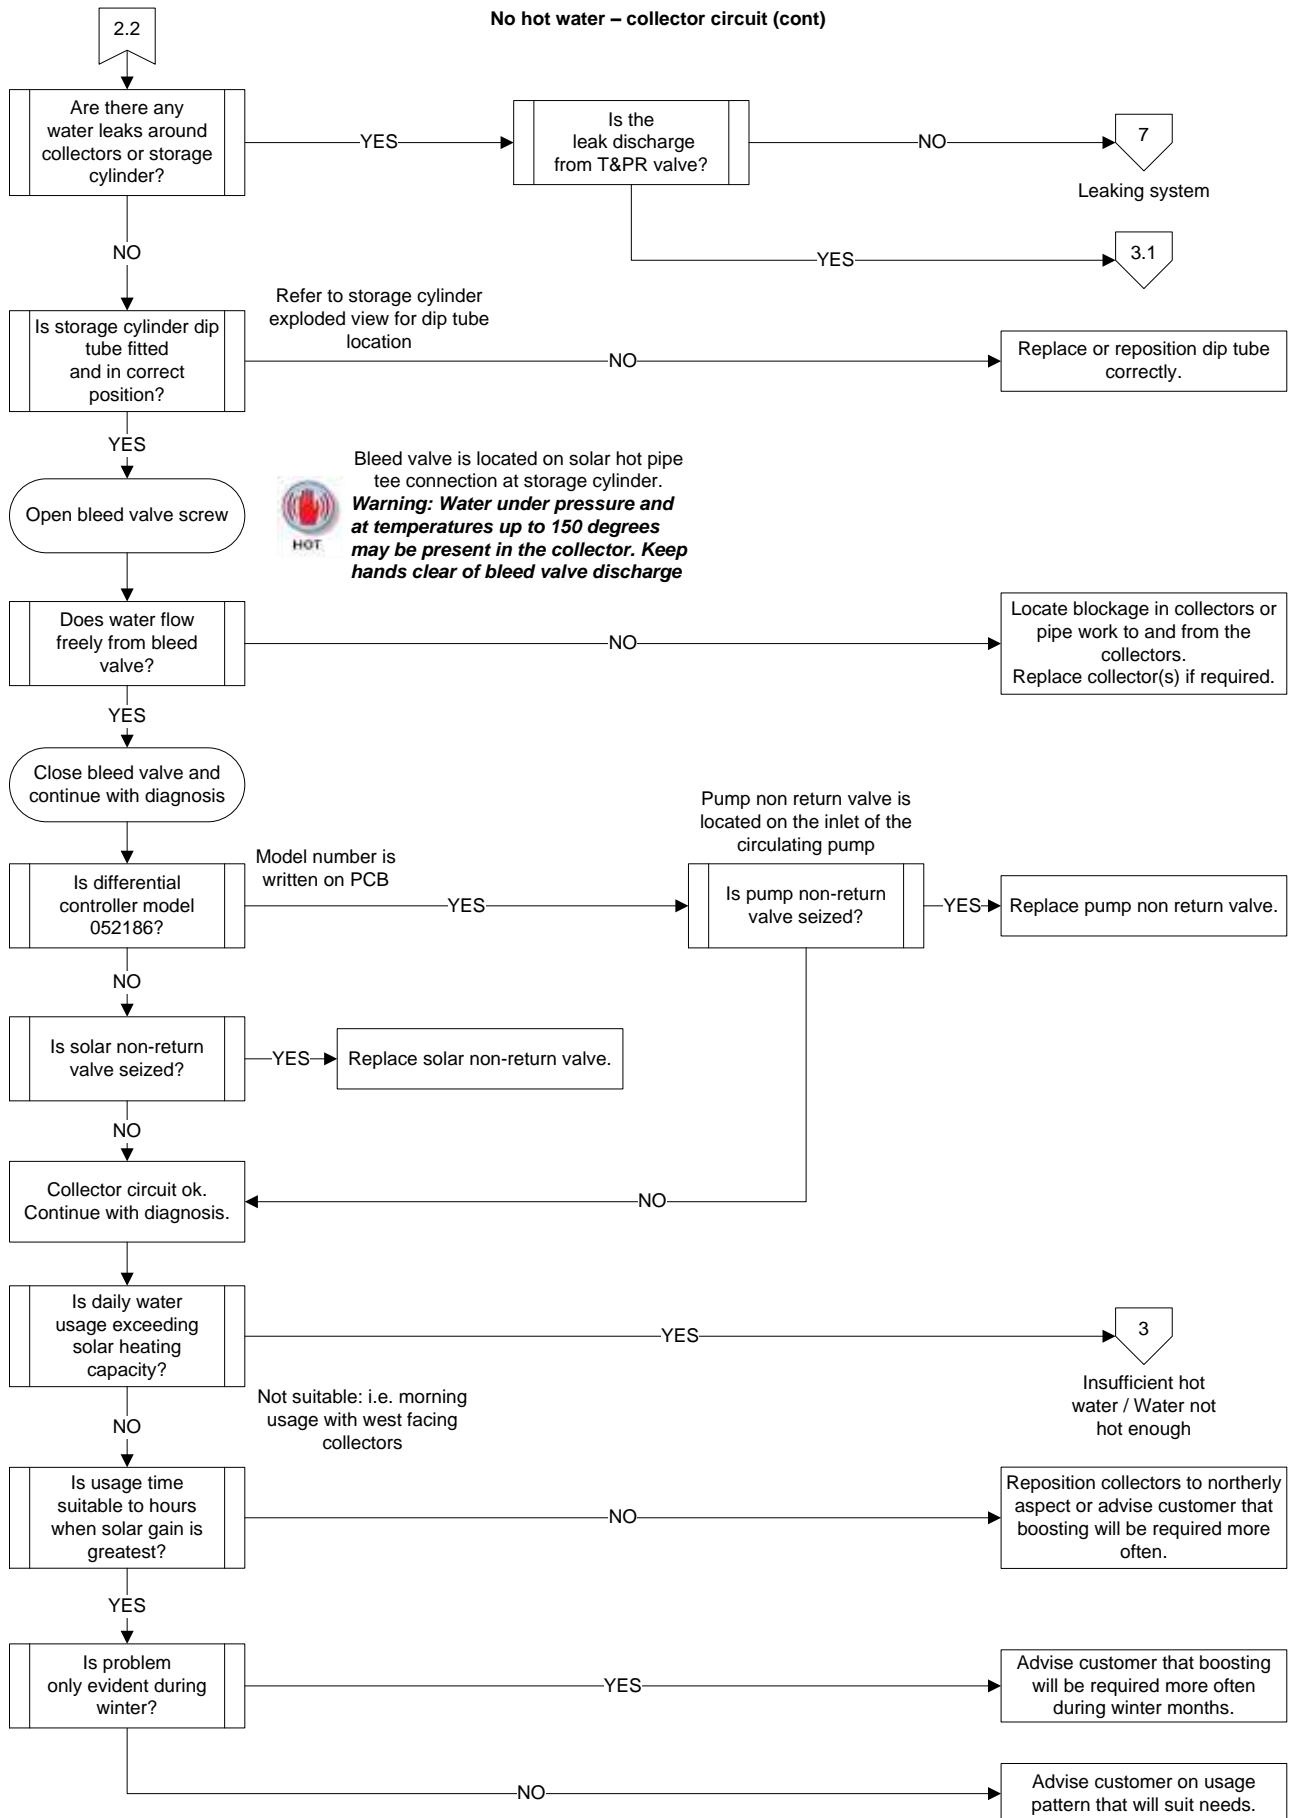 No hot water – collector circuit (cont)
2.2
Are there any
water leaks around
collectors or storage
cylinder?
YES
Is the
leak discharge
from T&PR valve?
NO
7
Leaking system
YES
3.1
NO
Refer to storage cylinder
exploded view for dip tube
location
Is storage cylinder dip
tube fitted
and in correct
position?
NO
Replace or reposition dip tube
correctly.
YES
Open bleed valve screw
HOT
Bleed valve is located on solar hot pipe
tee connection at storage cylinder.
Warning: Water under pressure and
at temperatures up to 150 degrees
may be present in the collector. Keep
hands clear of bleed valve discharge
Does water flow
freely from bleed
valve?
NO
Locate blockage in collectors or
pipe work to and from the
collectors.
Replace collector(s) if required.
YES
Close bleed valve and
continue with diagnosis
Pump non return valve is
located on the inlet of the
circulating pump
Model number is
written on PCB
Is differential
controller model
052186?
YES
Is pump non-return
valve seized?
YES
Replace pump non return valve.
NO
Is solar non-return
valve seized?
YES
Replace solar non-return valve.
NO
Collector circuit ok.
Continue with diagnosis.
NO
Is daily water
usage exceeding
solar heating
capacity?
YES
3
Insufficient hot
water / Water not
hot enough
NO
Not suitable: i.e. morning
usage with west facing
collectors
Is usage time
suitable to hours
when solar gain is
greatest?
NO
Reposition collectors to northerly
aspect or advise customer that
boosting will be required more
often.
YES
Is problem
only evident during
winter?
YES
Advise customer that boosting
will be required more often
during winter months.
NO
Advise customer on usage
pattern that will suit needs.